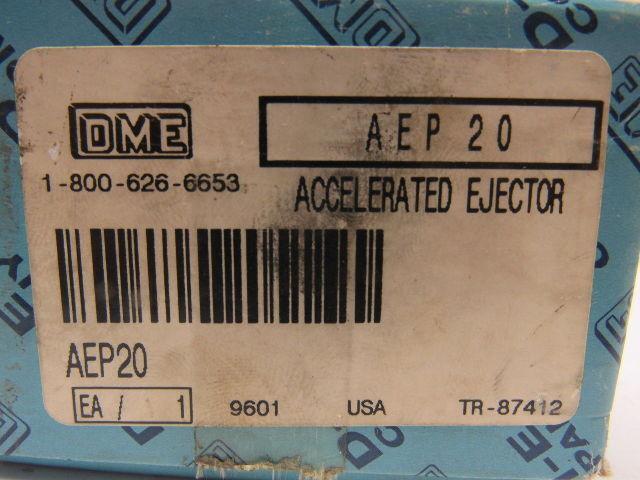 DME
AEP 20
1-800-626-6653
ACCELERATED EJECTOR
AEP20
EA / 1
9601 USA TR-87412